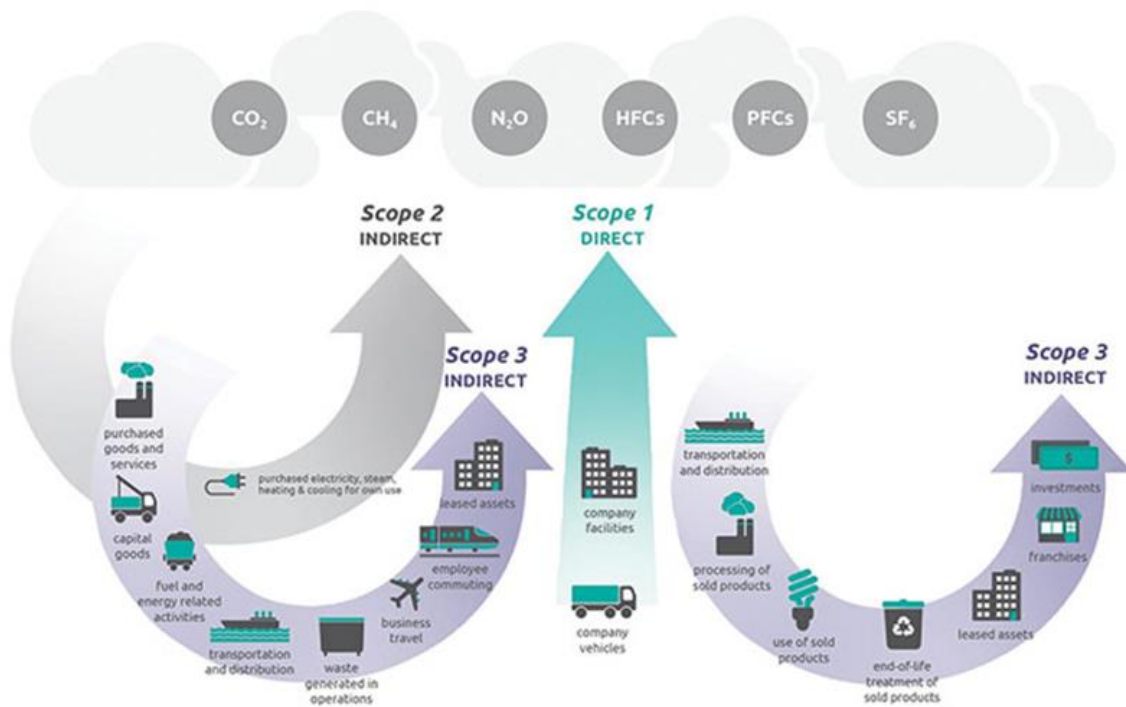 CO₂
CH₄
N₂O
HFCs
PFCs
SF₆
Scope 2
INDIRECT
Scope 1
DIRECT
Scope 3
INDIRECT
Scope 3
INDIRECT
purchased
goods and
services
capital
goods
fuel and
energy related
activities
transportation
and distribution
waste
generated in
operations
business
travel
employee
commuting
leased assets
purchased electricity, steam,
heating & cooling for own use
company
facilities
company
vehicles
transportation
and distribution
processing of
sold products
use of sold
products
end-of-life
treatment of
sold products
leased assets
franchises
$
investments